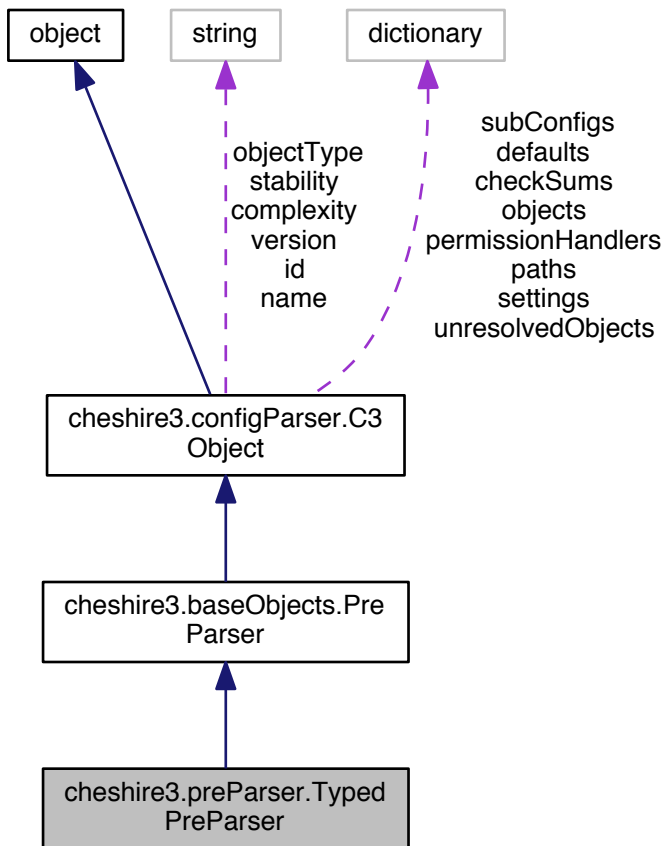 object
string
dictionary
objectType
stability
complexity
version
id
name
subConfigs
defaults
checkSums
objects
permissionHandlers
paths
settings
unresolvedObjects
cheshire3.configParser.C3
Object
cheshire3.baseObjects.Pre
Parser
cheshire3.preParser.Typed
PreParser